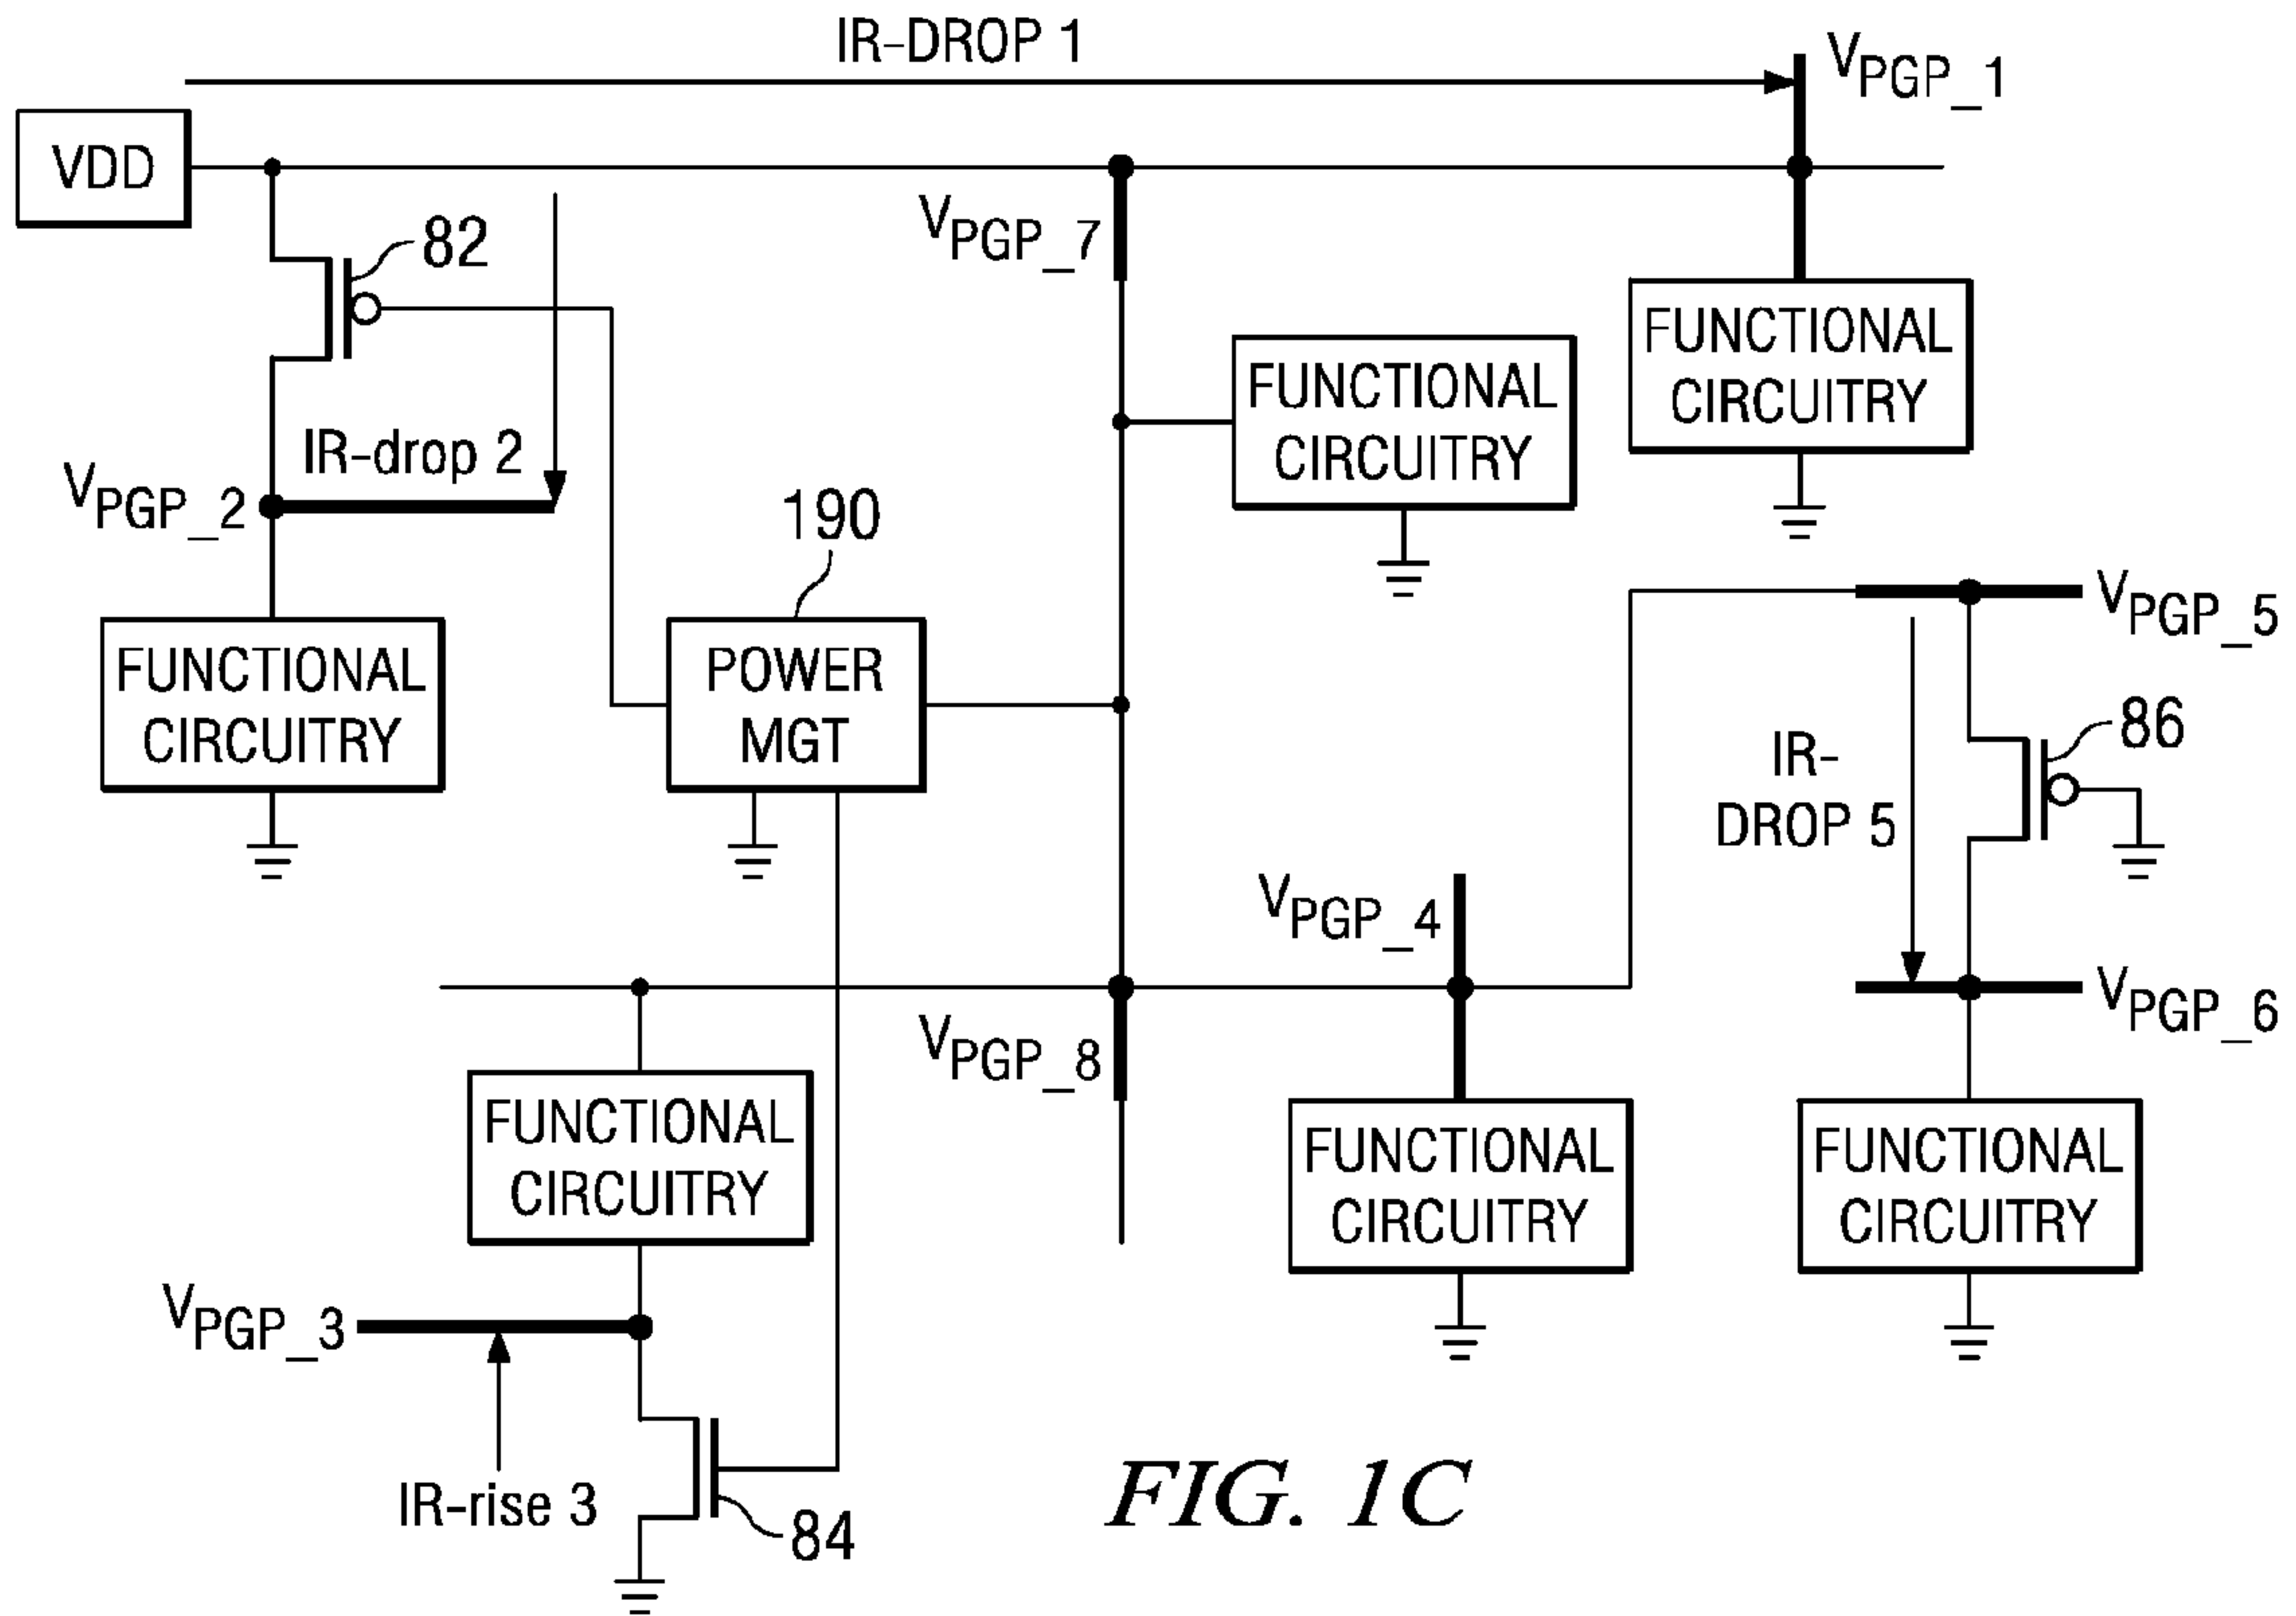 IR-DROP 1
VPGP_1
VDD
82
VPGP_7
FUNCTIONAL
CIRCUITRY
FUNCTIONAL
CIRCUITRY
IR-drop 2
VPGP_2
190
VPGP_5
FUNCTIONAL
CIRCUITRY
POWER
MGT
86
IR-
DROP 5
VPGP_4
VPGP_6
VPGP_8
FUNCTIONAL
CIRCUITRY
FUNCTIONAL
CIRCUITRY
FUNCTIONAL
CIRCUITRY
VPGP_3
IR-rise 3
84
FIG. 1C